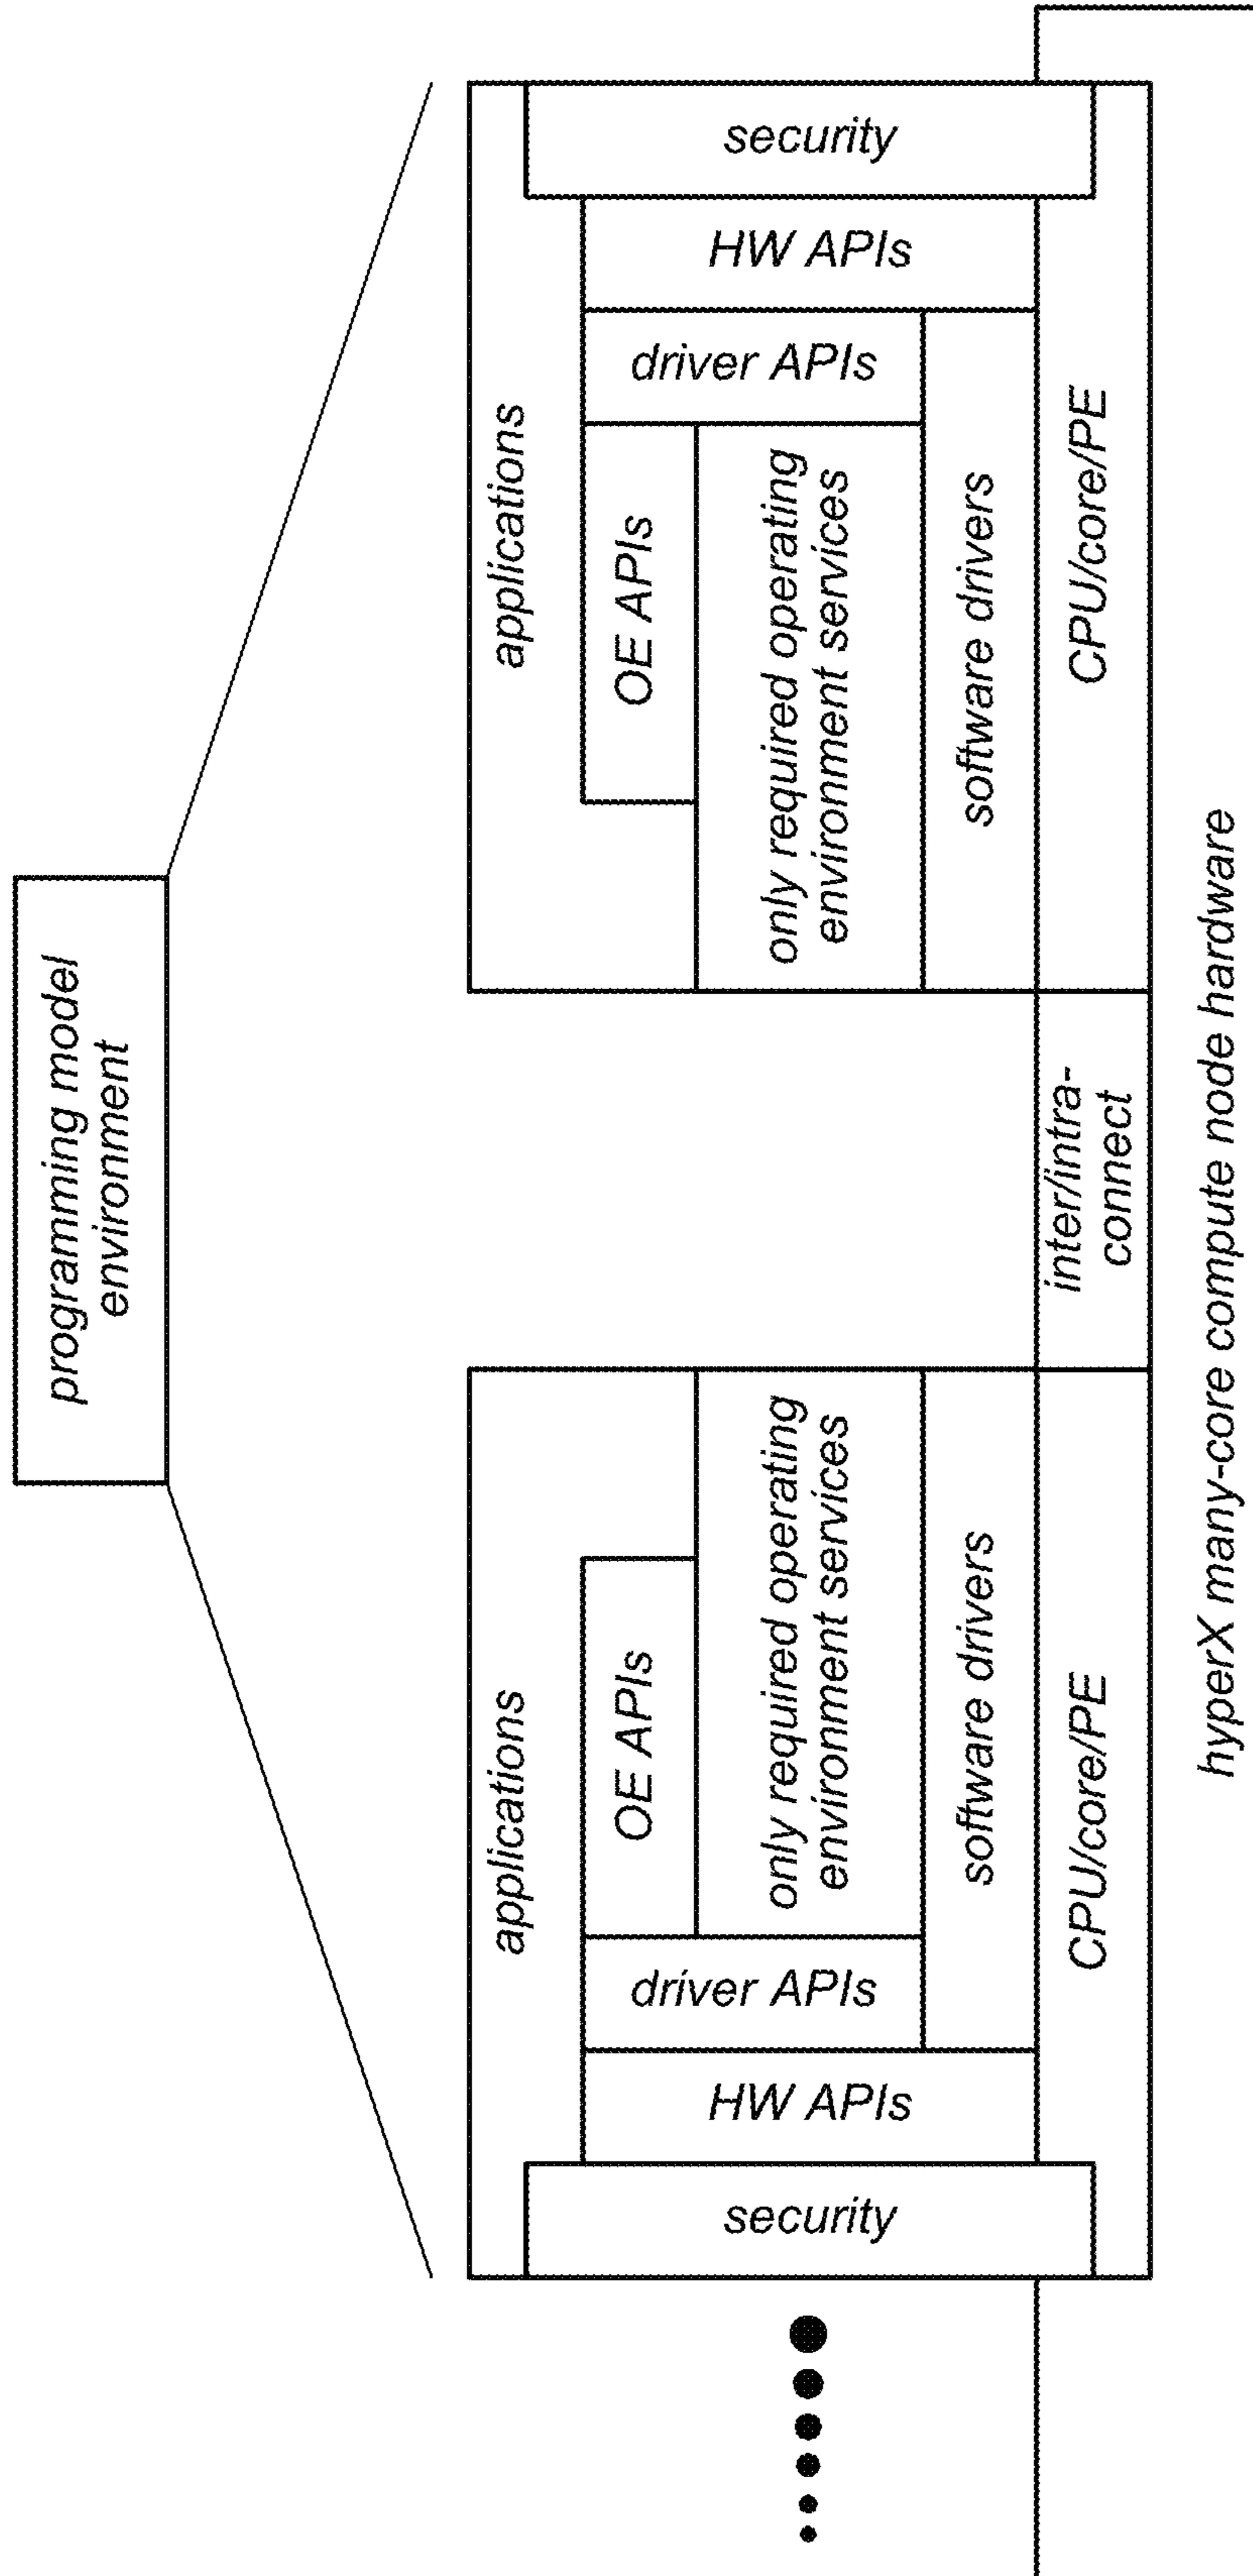 programming model
environment
applications
OE APIs
only required operating
environment services
driver APIs
HW APIs
security
software drivers
CPU/core/PE
inter/intra-
connect
applications
OE APIs
only required operating
environment services
driver APIs
HW APIs
security
software drivers
CPU/core/PE
hyperX many-core compute node hardware